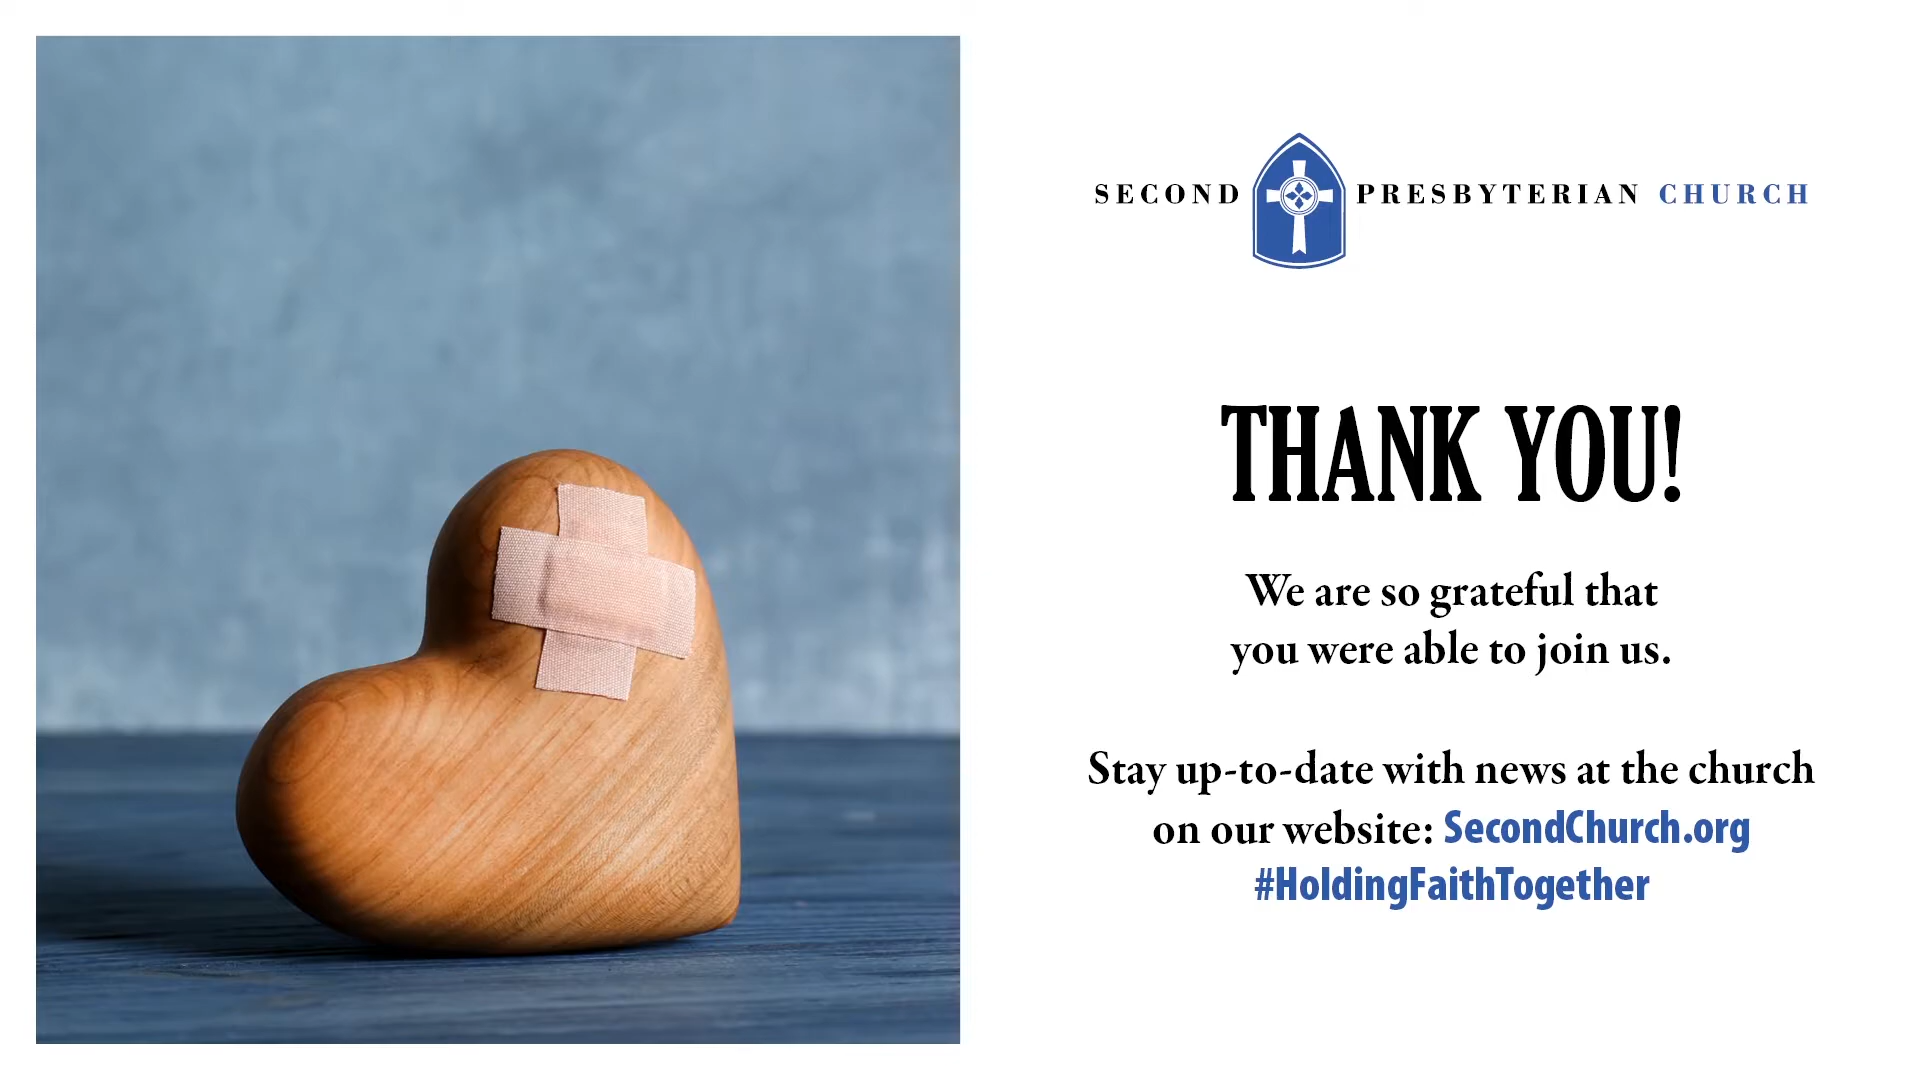 SECOND PRESBYTERIAN CHURCH
THANK YOU!
We are so grateful that
you were able to join us.
Stay up-to-date with news at the church
on our website: SecondChurch.org
#HoldingFaithTogether